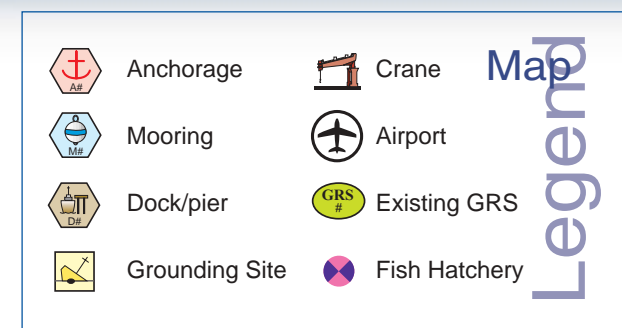 Map
Legend
A#
Anchorage
Crane
M#
Mooring
Airport
D#
Dock/pier
GRS
#
Existing GRS
Grounding Site
Fish Hatchery